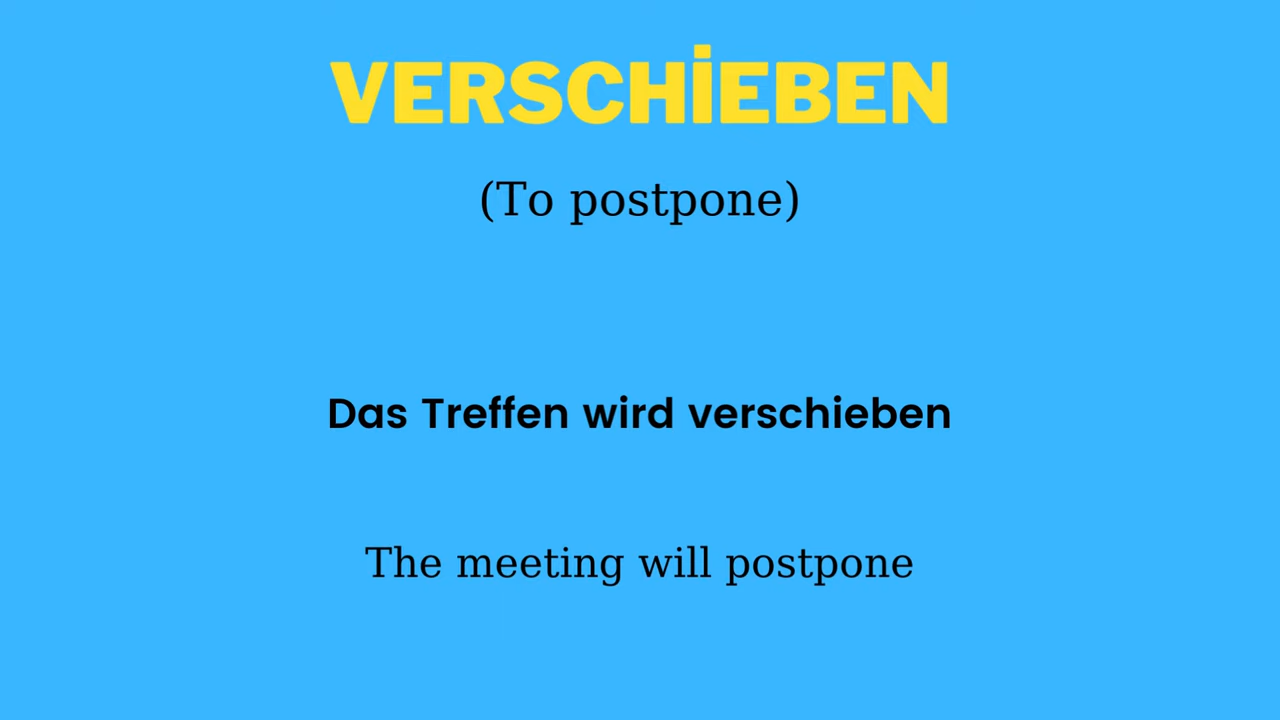 VERSCHİEBEN
(To postpone)
Das Treffen wird verschieben
The meeting will postpone